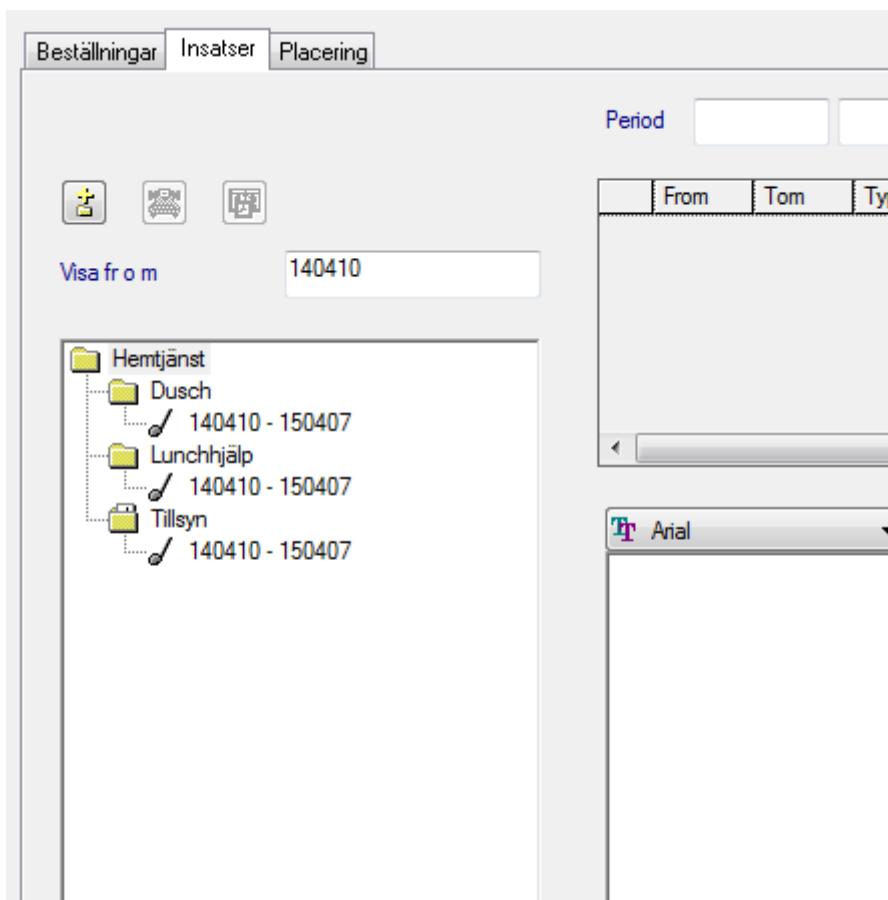 Beställningar Insatser Placering
Period
From Tom
Visa fr o m 140410
Hemtjänst
Dusch
140410 - 150407
Lunchhjälp
140410 - 150407
Tillsyn
140410 - 150407
Arial